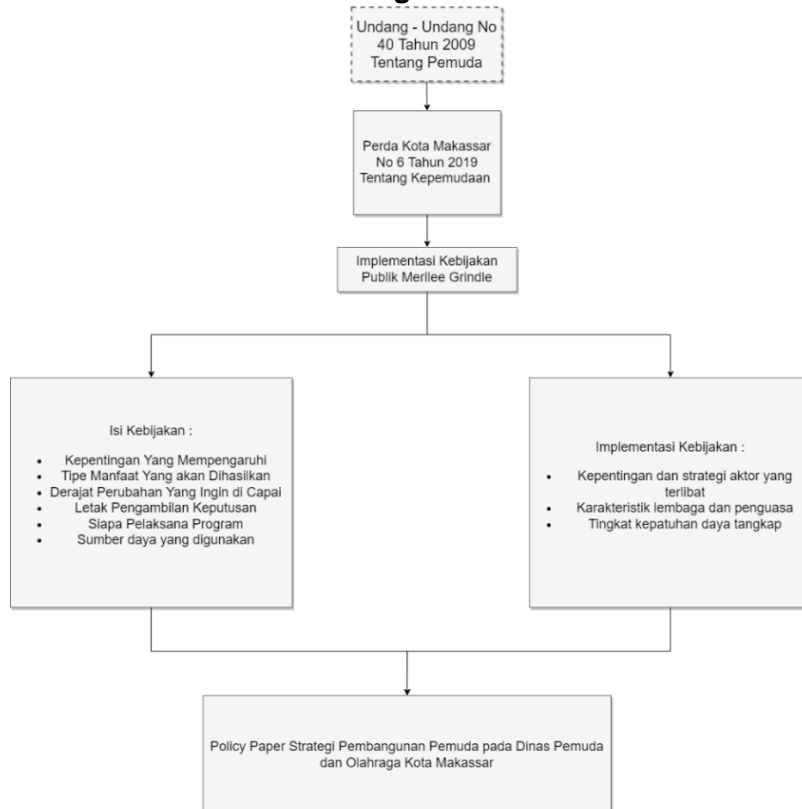 Undang - Undang No
40 Tahun 2009
Tentang Pemuda
Perda Kota Makassar
No 6 Tahun 2019
Tentang Kepemudaan
Implementasi Kebijakan
Publik Merilee Grindle
Isi Kebijakan :
• Kepentingan Yang Mempengaruhi
• Tipe Manfaat Yang akan Dihasilkan
• Derajat Perubahan Yang Ingin di Capai
• Letak Pengambilan Keputusan
• Siapa Pelaksana Program
• Sumber daya yang digunakan
Implementasi Kebijakan :
• Kepentingan dan strategi aktor yang
terlibat
• Karakteristik lembaga dan penguasa
• Tingkat kepatuhan daya tangkap
Policy Paper Strategi Pembangunan Pemuda pada Dinas Pemuda
dan Olahraga Kota Makassar